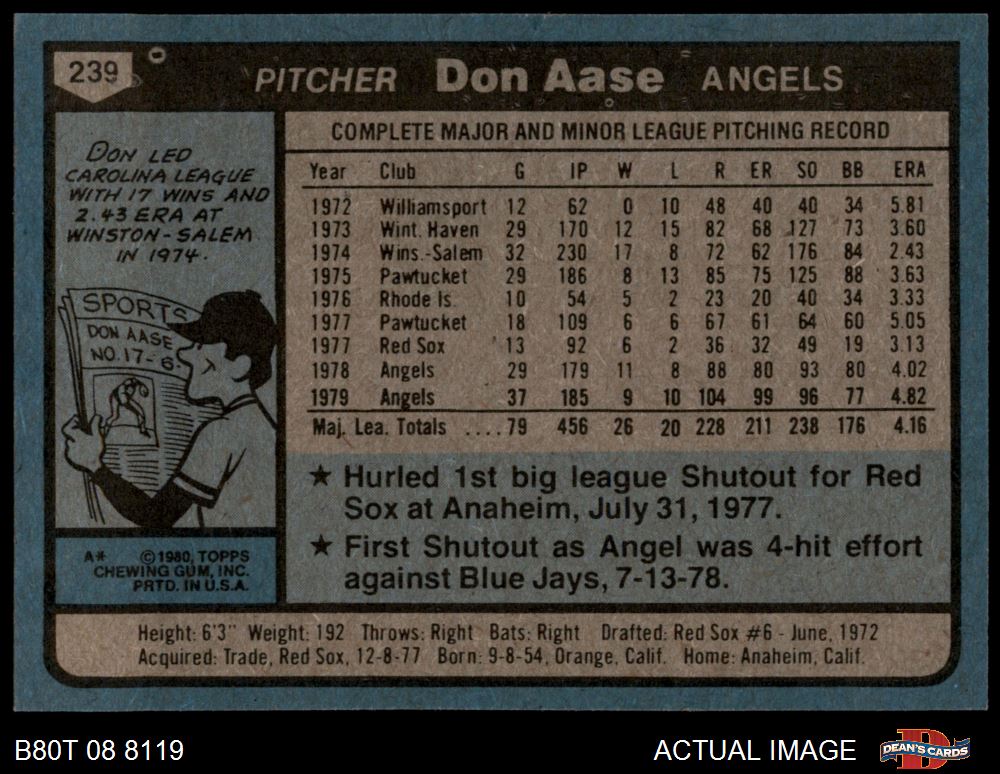 239
PITCHER Don Aase ANGELS
DON LED
CAROLINA LEAGUE
WITH 17 WINS AND
2.43 ERA AT
WINSTON-SALEM
IN 1974.
SPORTS
DON AASE
NO. 17-6
A* ©1980, TOPPS
CHEWING GUM, INC.
PRTD. IN U.S.A.
COMPLETE MAJOR AND MINOR LEAGUE PITCHING RECORD
Year Club G IP W L R ER SO BB ERA
1972 Williamsport 12 62 0 10 48 40 40 34 5.81
1973 Wint. Haven 29 170 12 15 82 68 127 73 3.60
1974 Wins.-Salem 32 230 17 8 72 62 176 84 2.43
1975 Pawtucket 29 186 8 13 85 75 125 88 3.63
1976 Rhode Is. 10 54 5 2 23 20 40 34 3.33
1977 Pawtucket 18 109 6 6 67 61 64 60 5.05
1977 Red Sox 13 92 6 2 36 32 49 19 3.13
1978 Angels 29 179 11 8 88 80 93 80 4.02
1979 Angels 37 185 9 10 104 99 96 77 4.82
Maj. Lea. Totals ....79 456 26 20 228 211 238 176 4.16
★ Hurled 1st big league Shutout for Red
Sox at Anaheim, July 31, 1977.
★ First Shutout as Angel was 4-hit effort
against Blue Jays, 7-13-78.
Height: 6'3" Weight: 192 Throws: Right Bats: Right Drafted: Red Sox #6 - June, 1972
Acquired: Trade, Red Sox, 12-8-77 Born: 9-8-54, Orange, Calif. Home: Anaheim, Calif.
B80T 08 8119 ACTUAL IMAGE DEAN'S CARDS